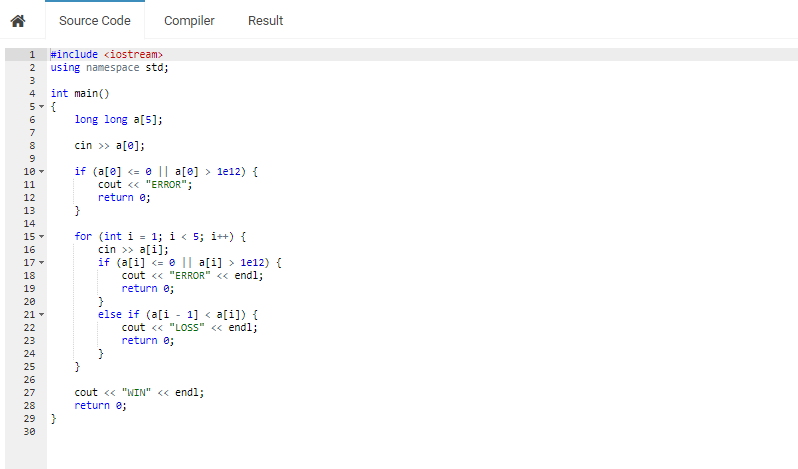 Source Code Compiler Result
1 #include <iostream>
2 using namespace std;
3
4 int main()
5 {
6 long long a[5];
7
8 cin >> a[0];
9
10 if (a[0] <= 0 || a[0] > 1e12) {
11 cout << "ERROR";
12 return 0;
13 }
14
15 for (int i = 1; i < 5; i++) {
16 cin >> a[i];
17 if (a[i] <= 0 || a[i] > 1e12) {
18 cout << "ERROR" << endl;
19 return 0;
20 }
21 else if (a[i - 1] < a[i]) {
22 cout << "LOSS" << endl;
23 return 0;
24 }
25 }
26
27 cout << "WIN" << endl;
28 return 0;
29 }
30